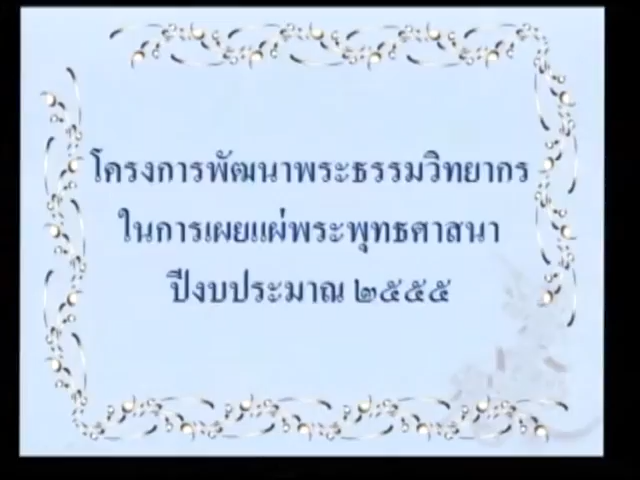 โครงการพัฒนาพระธรรมวิทยากร
ในการเผยแผ่พระพุทธศาสนา
ปีงบประมาณ ๒๕๕๕